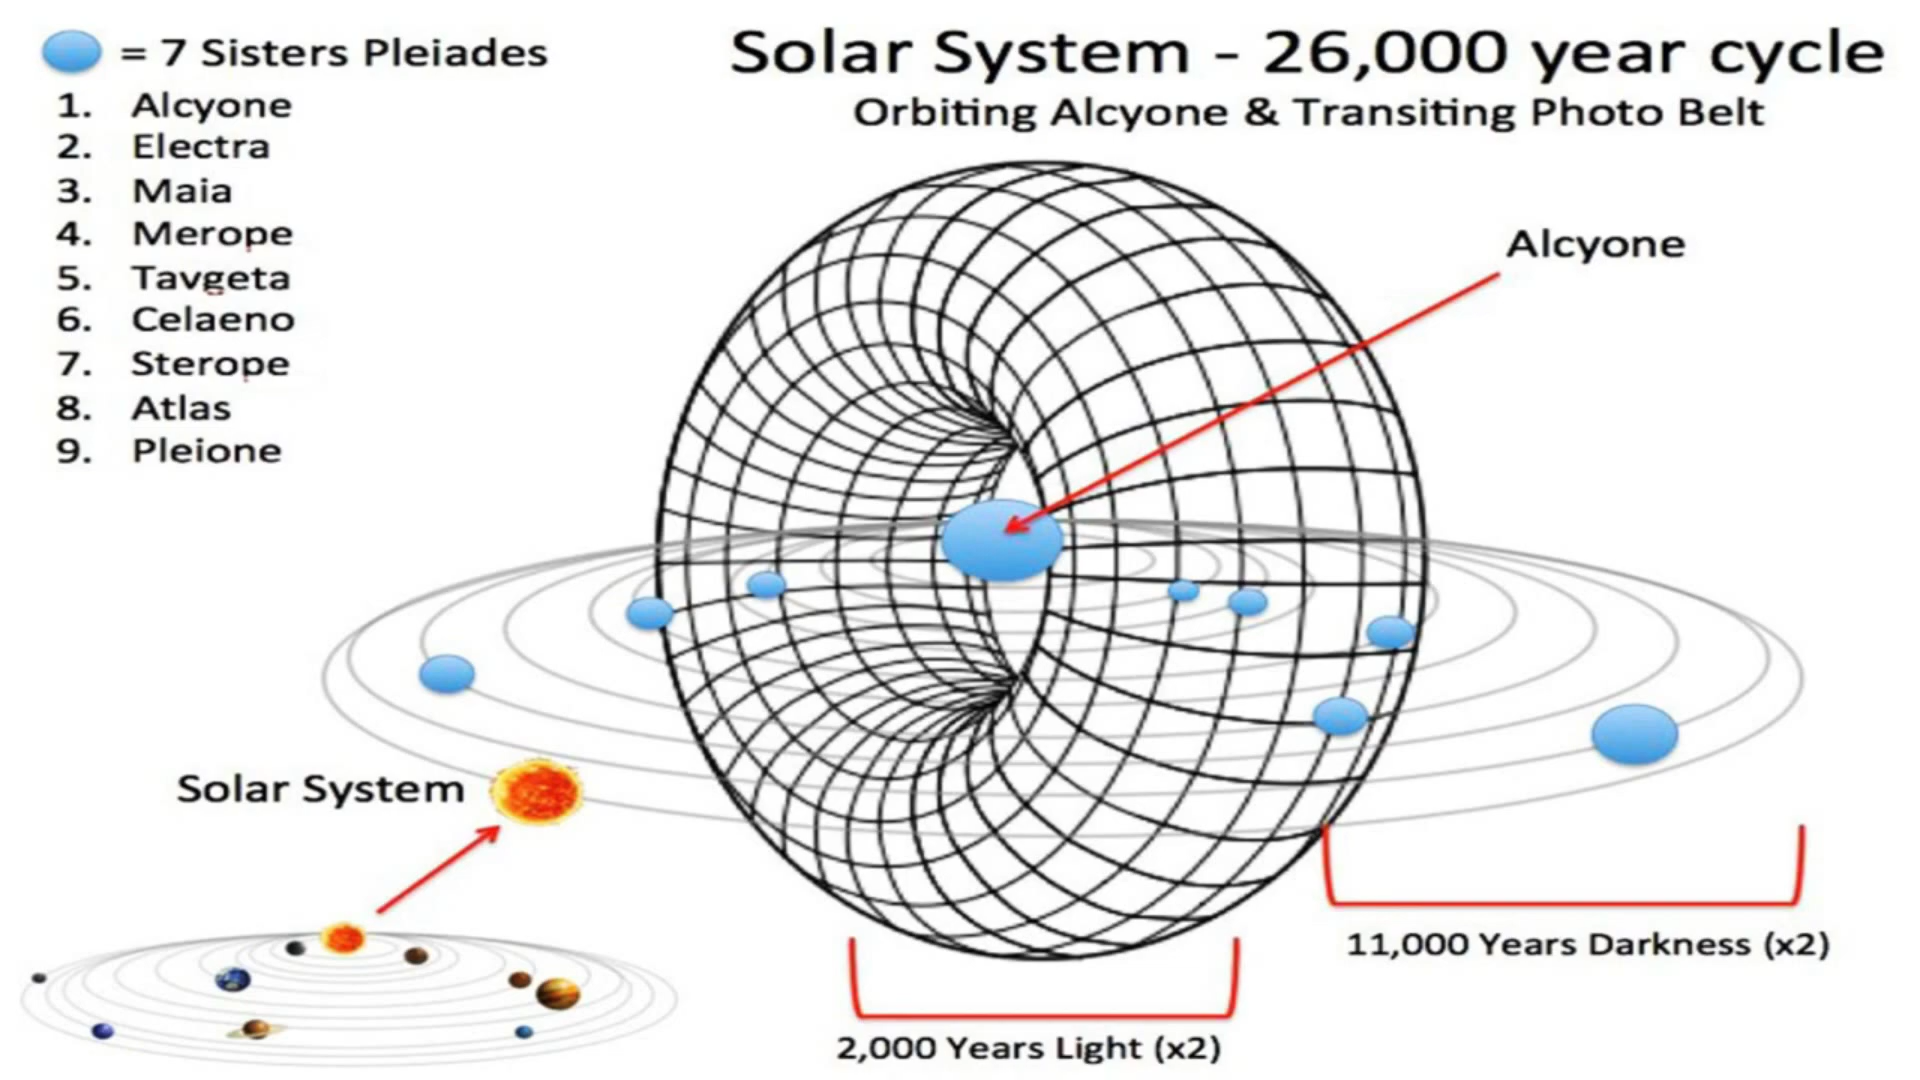 = 7 Sisters Pleiades
1. Alcyone
2. Electra
3. Maia
4. Merope
5. Tavgeta
6. Celaeno
7. Sterope
8. Atlas
9. Pleione
Solar System - 26,000 year cycle
Orbiting Alcyone & Transiting Photo Belt
Alcyone
Solar System
11,000 Years Darkness (x2)
2,000 Years Light (x2)